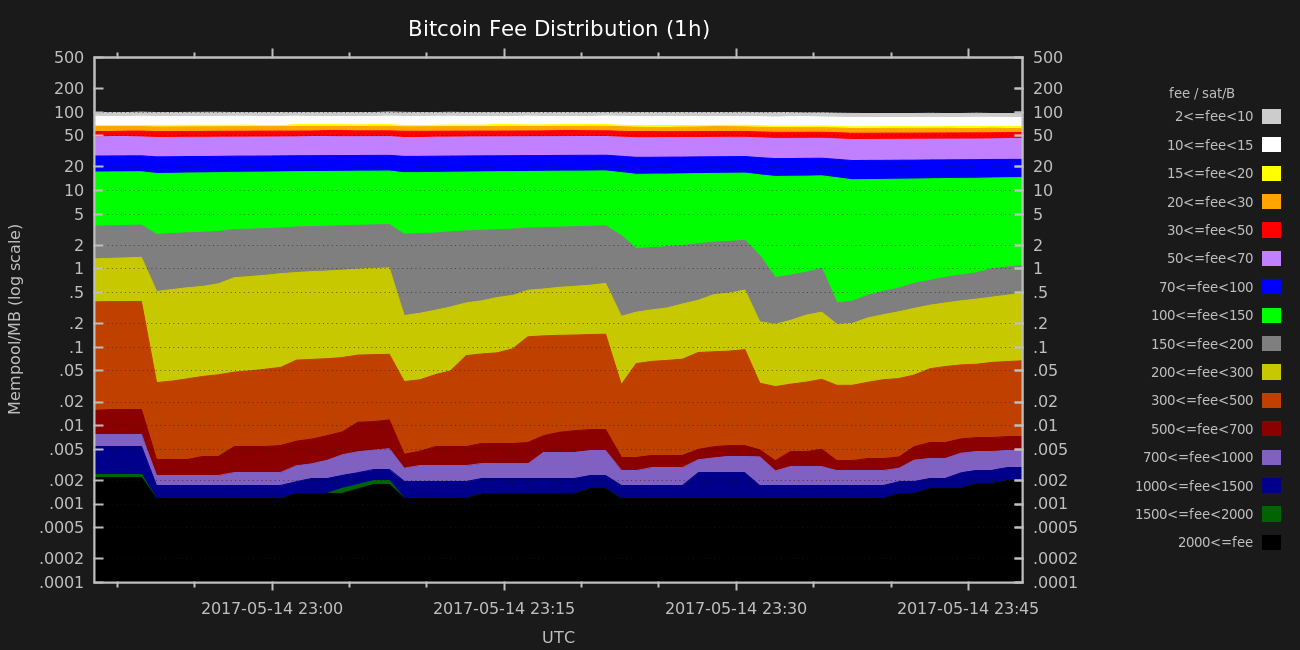 Bitcoin Fee Distribution (1h)
500
200
100
50
20
10
5
2
1
.5
.2
.1
.05
.02
.01
.005
.002
.001
.0005
.0002
.0001
Mempool/MB (log scale)
500
200
100
50
20
10
5
2
1
.5
.2
.1
.05
.02
.01
.005
.002
.001
.0005
.0002
.0001
fee / sat/B
2<=fee<10
10<=fee<15
15<=fee<20
20<=fee<30
30<=fee<50
50<=fee<70
70<=fee<100
100<=fee<150
150<=fee<200
200<=fee<300
300<=fee<500
500<=fee<700
700<=fee<1000
1000<=fee<1500
1500<=fee<2000
2000<=fee
2017-05-14 23:00 2017-05-14 23:15 2017-05-14 23:30 2017-05-14 23:45
UTC